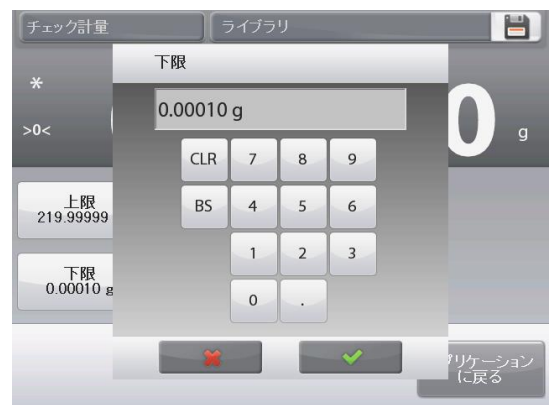 チェック計量
ライブラリ
下限
*
>0<
0.00010 g
0
g
CLR 7 8 9
上限
219.99999
BS 4 5 6
1 2 3
下限
0.00010 g
0 .
プリケーション
に戻る